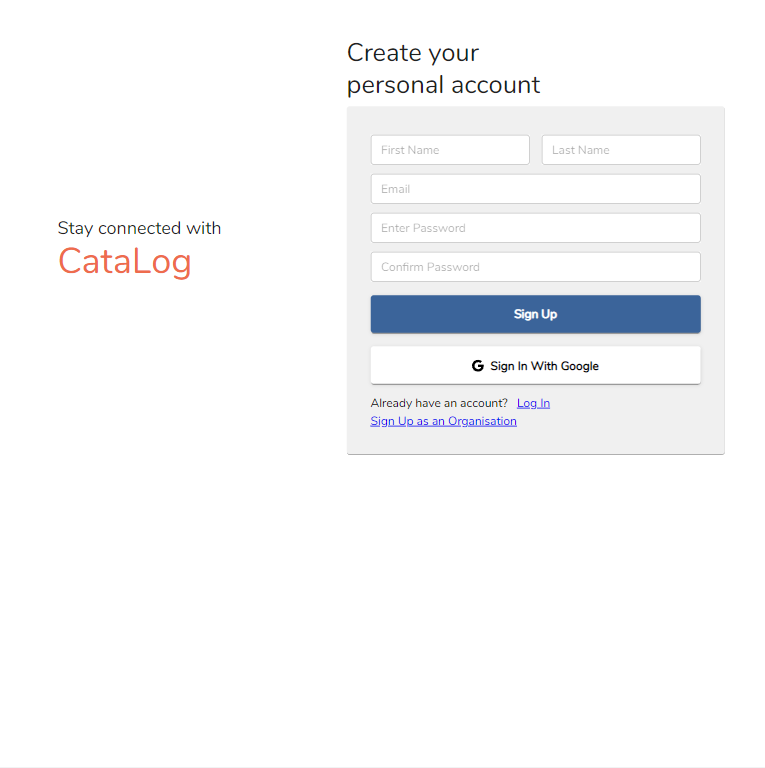 Create your
personal account
First Name
Last Name
Email
Stay connected with
CataLog
Enter Password
Confirm Password
Sign Up
Sign In With Google
Already have an account? Log In
Sign Up as an Organisation